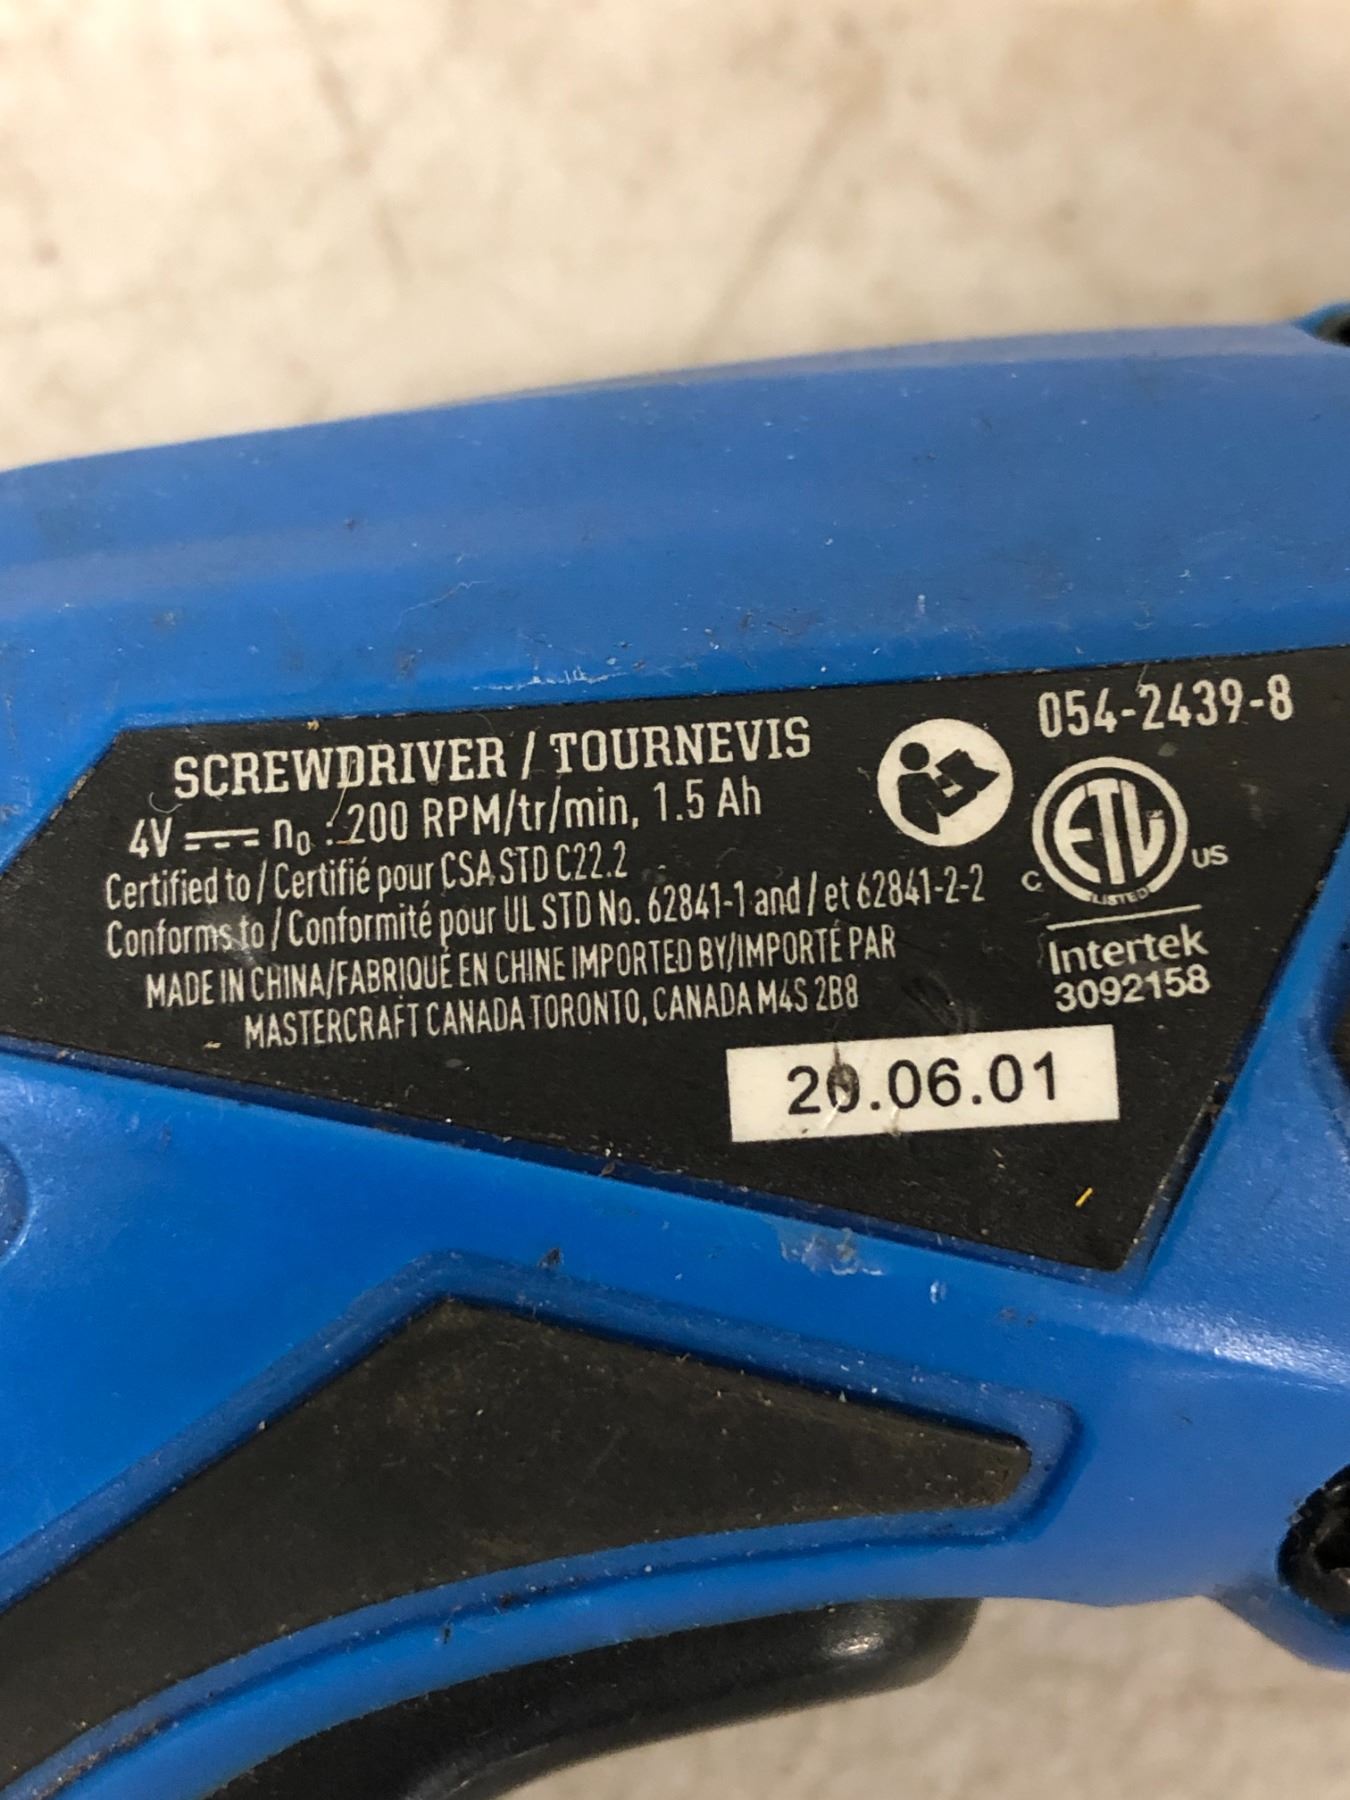 SCREWDRIVER / TOURNEVIS
4V n₀ : 200 RPM/tr/min, 1.5 Ah
Certified to / Certifié pour CSA STD C22.2
Conforms to / Conformité pour UL STD No. 62841-1 and / et 62841-2-2
MADE IN CHINA/FABRIQUÉ EN CHINE IMPORTED BY/IMPORTÉ PAR
MASTERCRAFT CANADA TORONTO, CANADA M4S 2B8
054-2439-8
ETL
C US
LISTED
Intertek
3092158
20.06.01